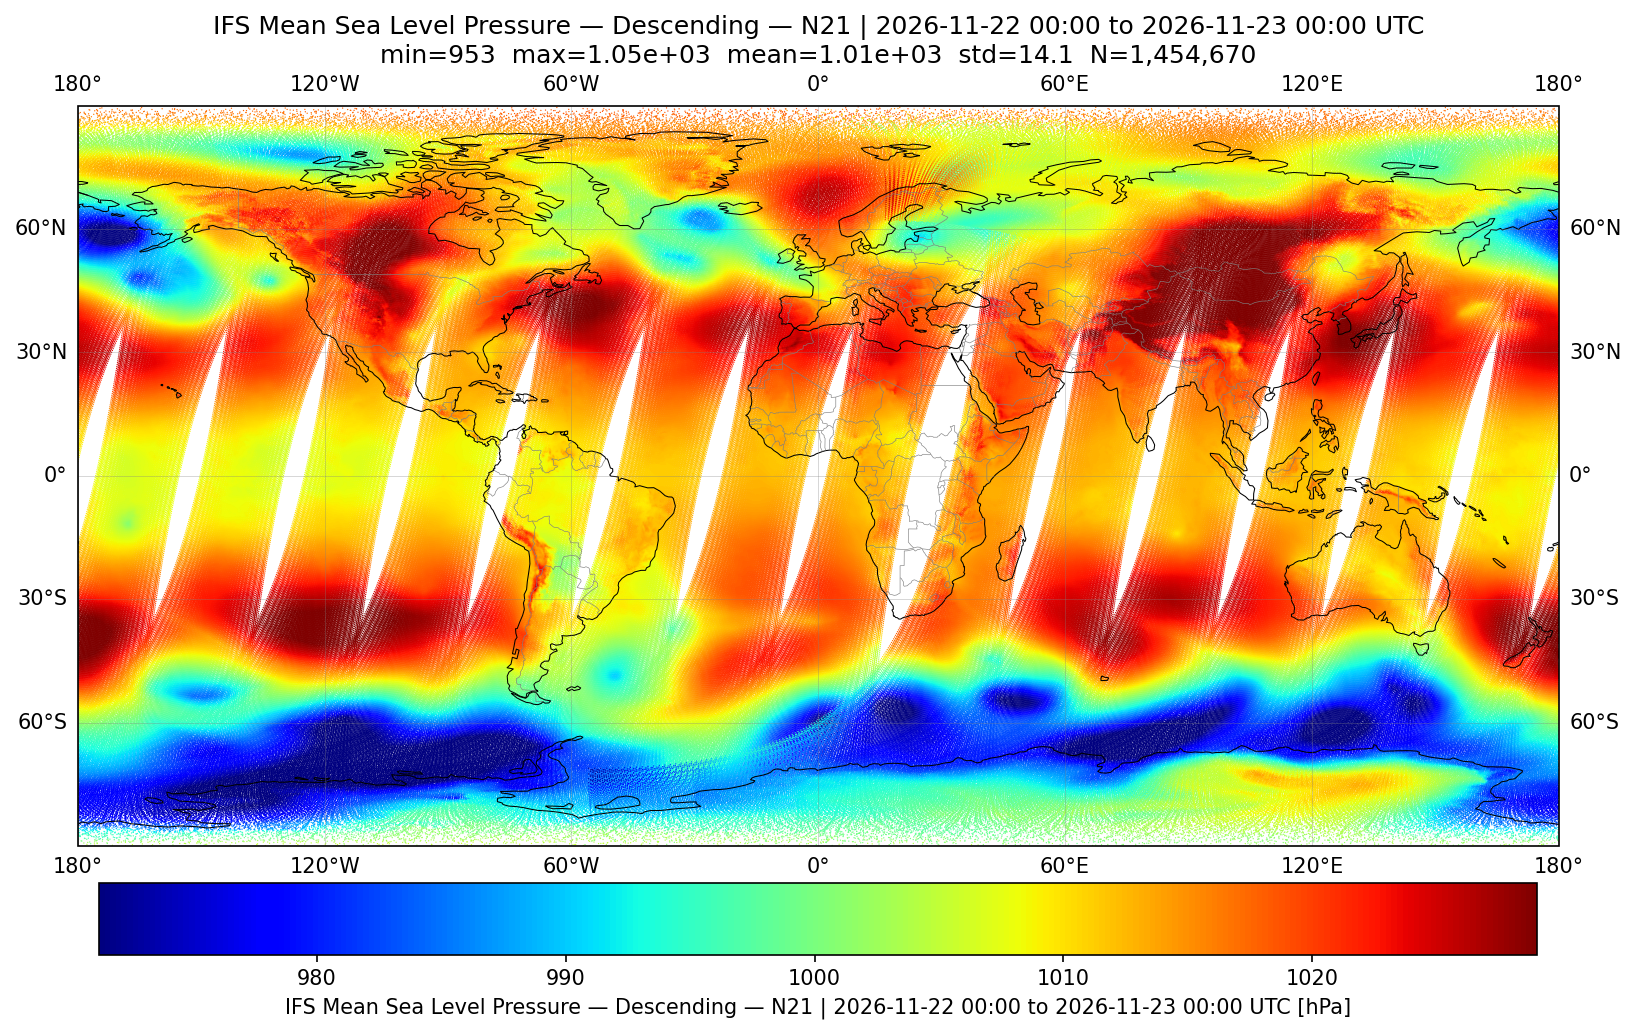 IFS Mean Sea Level Pressure — Descending — N21 | 2026-11-22 00:00 to 2026-11-23 00:00 UTC
min=953  max=1.05e+03  mean=1.01e+03  std=14.1  N=1,454,670
180° 120°W 60°W 0° 60°E 120°E 180°
60°N 60°N
30°N 30°N
0° 0°
30°S 30°S
60°S 60°S
180° 120°W 60°W 0° 60°E 120°E 180°
980 990 1000 1010 1020
IFS Mean Sea Level Pressure — Descending — N21 | 2026-11-22 00:00 to 2026-11-23 00:00 UTC [hPa]